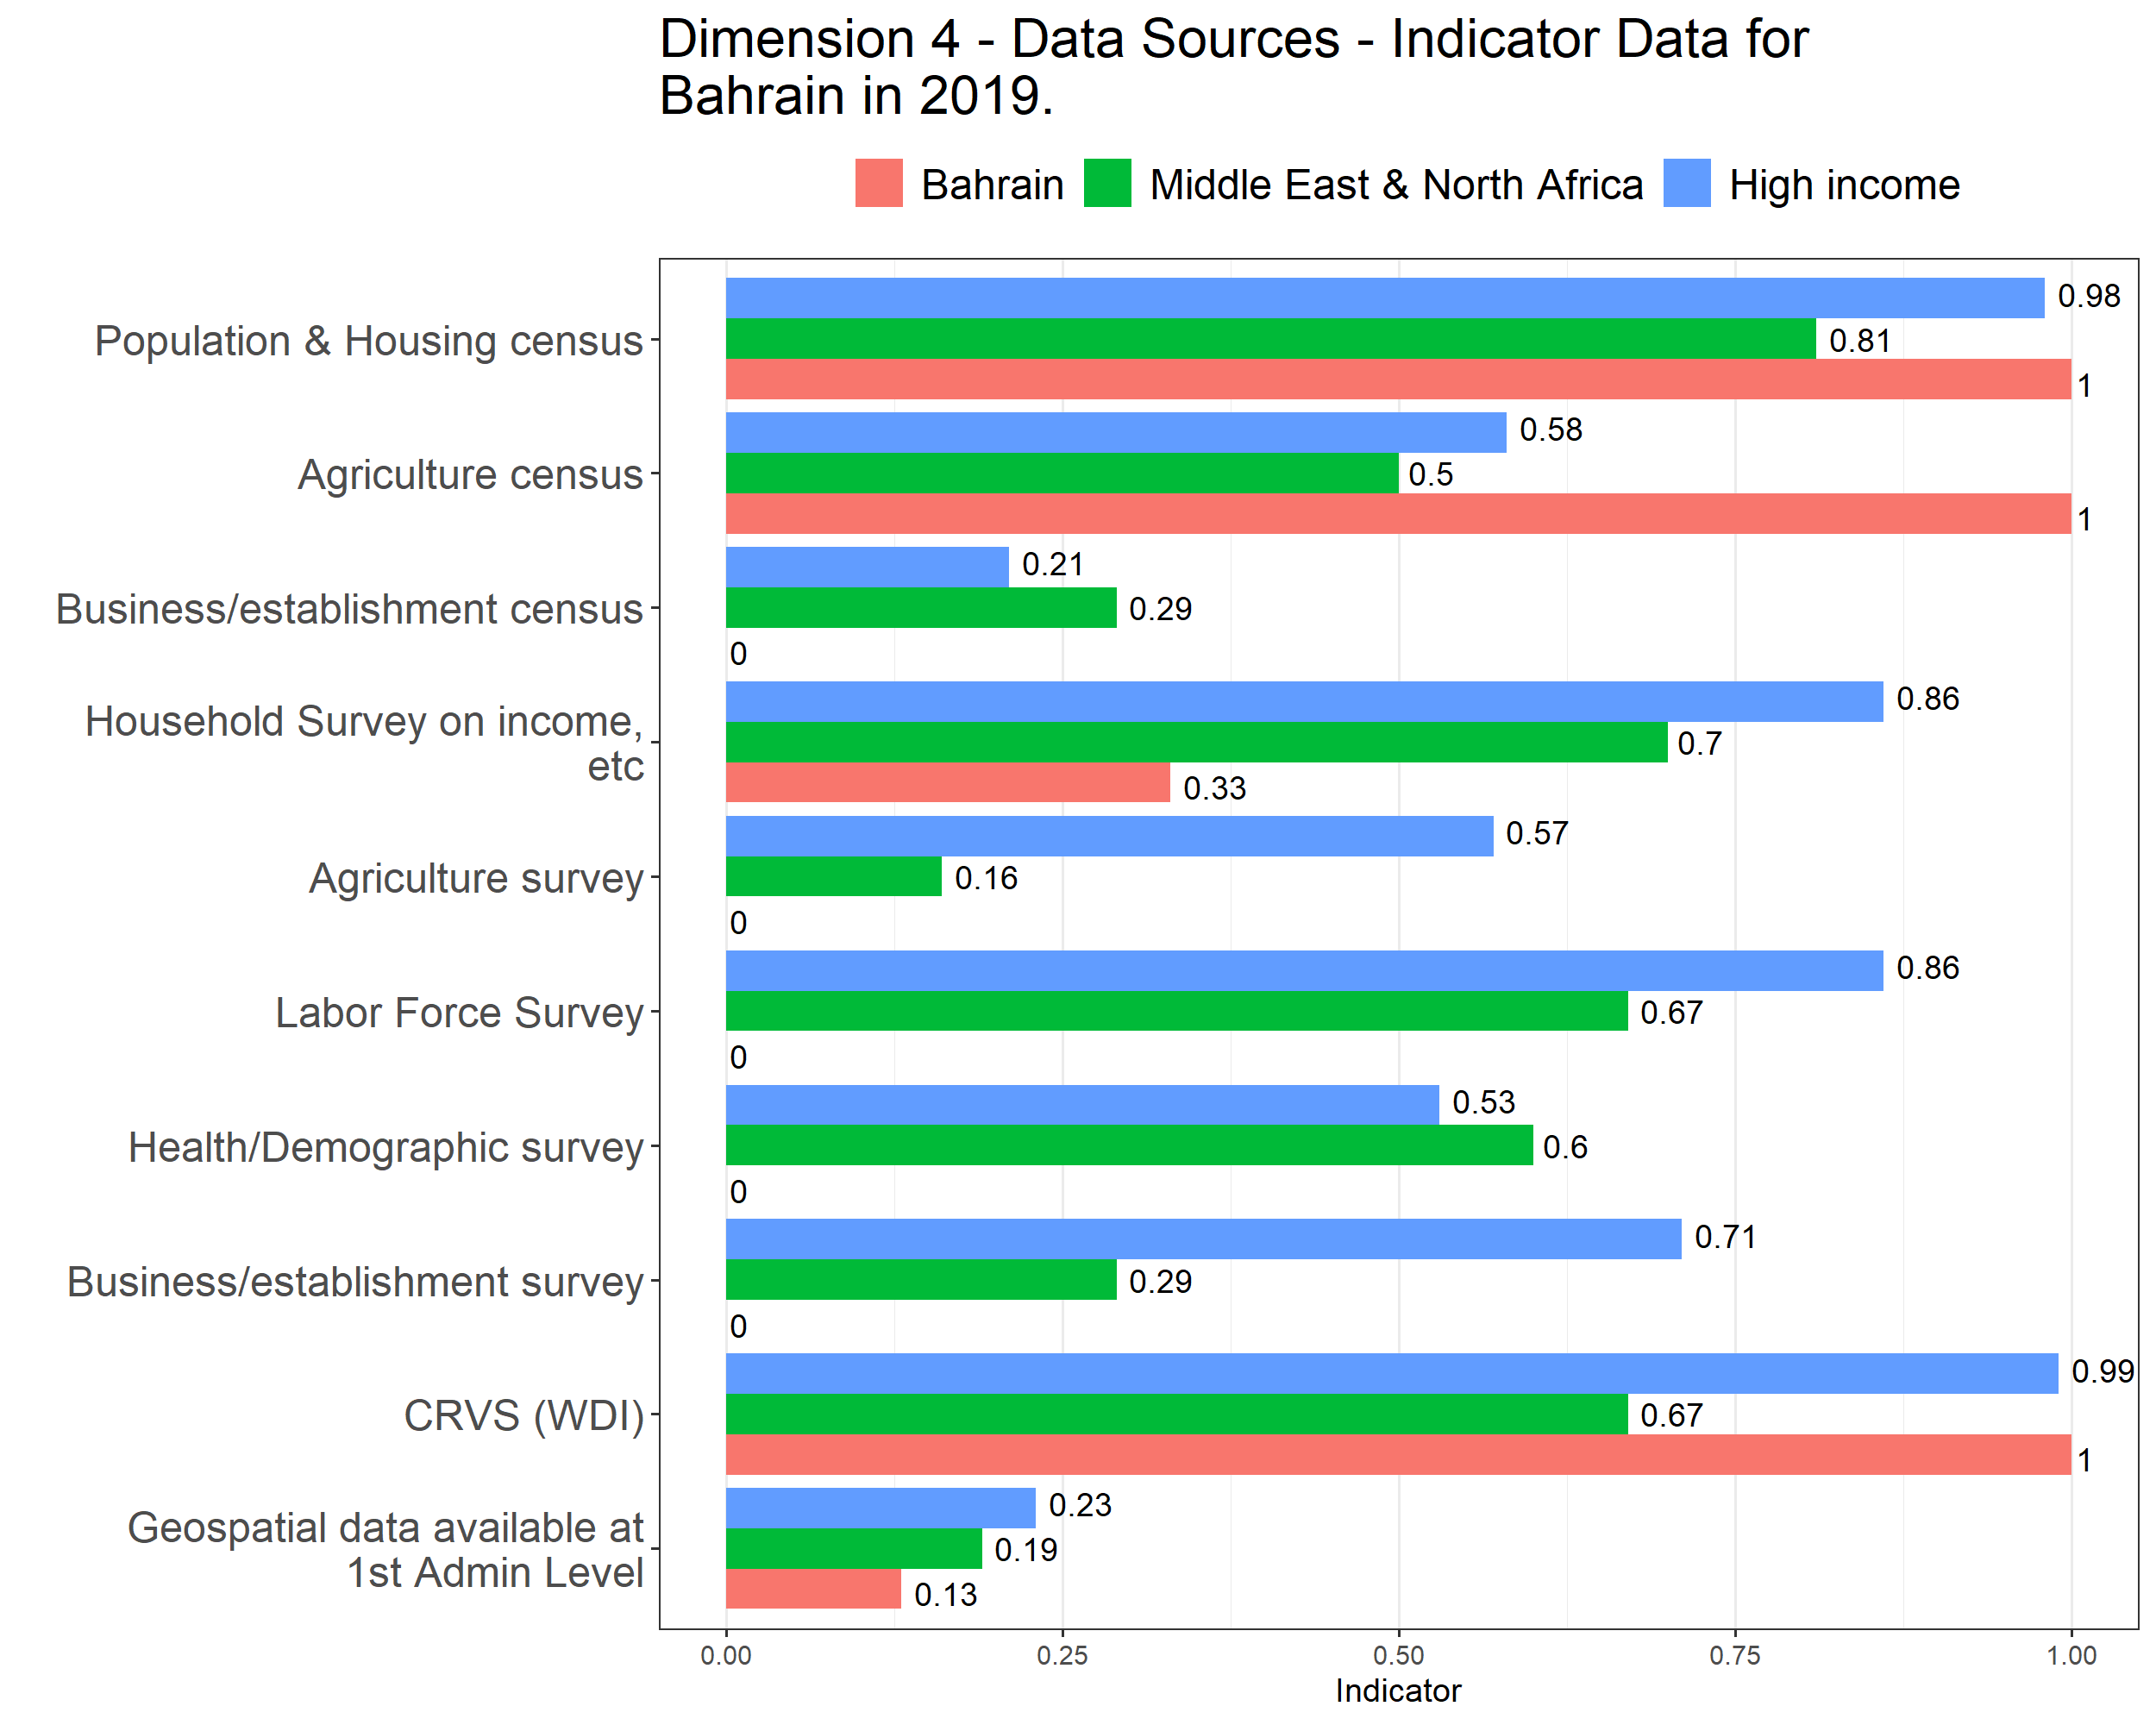 Dimension 4 - Data Sources - Indicator Data for
Bahrain in 2019.
Bahrain
Middle East & North Africa
High income
Population & Housing census
0.98
0.81
1
Agriculture census
0.58
0.5
1
Business/establishment census
0.21
0.29
0
Household Survey on income,
etc
0.86
0.7
0.33
Agriculture survey
0.57
0.16
0
Labor Force Survey
0.86
0.67
0
Health/Demographic survey
0.53
0.6
0
Business/establishment survey
0.71
0.29
0
CRVS (WDI)
0.99
0.67
1
Geospatial data available at
1st Admin Level
0.23
0.19
0.13
0.00
0.25
0.50
0.75
1.00
Indicator